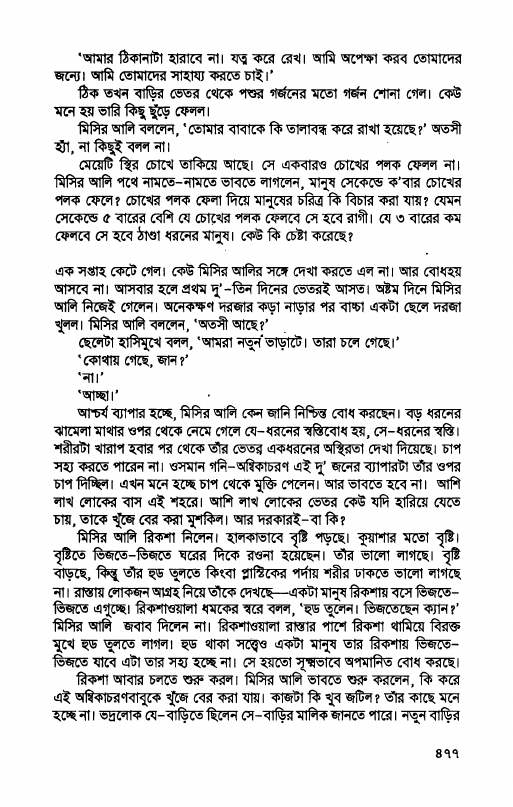 ‘আমার ঠিকানাটা হারাবে না। যত্ন করে রেখ। আমি অপেক্ষা করব তোমাদের
জন্যে। আমি তোমাদের সাহায্য করতে চাই।’
ঠিক তখন বাড়ির ভেতর থেকে পশুর গর্জনের মতো গর্জন শোনা গেল। কেউ
মনে হয় ভারি কিছু ছুঁড়ে ফেলল।
মিসির আলি বললেন, ‘তোমার বাবাকে কি তালাবন্ধ করে রাখা হয়েছে?’ অতসী
হ্যাঁ, না কিছুই বলল না।
মেয়েটি স্থির চোখে তাকিয়ে আছে। সে একবারও চোখের পলক ফেলল না।
মিসির আলি পথে নামতে-নামতে ভাবতে লাগলেন, মানুষ সেকেন্ডে ক’বার চোখের
পলক ফেলে? চোখের পলক ফেলা দিয়ে মানুষের চরিত্র কি বিচার করা যায়? যেমন
সেকেন্ডে ৫ বারের বেশি যে চোখের পলক ফেলবে সে হবে রাগী। যে ৩ বারের কম
ফেলবে সে হবে ঠাণ্ডা ধরনের মানুষ। কেউ কি চেষ্টা করেছে?
এক সপ্তাহ কেটে গেল। কেউ মিসির আলির সঙ্গে দেখা করতে এল না। আর বোধহয়
আসবে না। আসবার হলে প্রথম দু’-তিন দিনের ভেতরই আসত। অষ্টম দিনে মিসির
আলি নিজেই গেলেন। অনেকক্ষণ দরজার কড়া নাড়ার পর বাচ্চা একটা ছেলে দরজা
খুলল। মিসির আলি বললেন, ‘অতসী আছে?’
ছেলেটা হাসিমুখে বলল, ‘আমরা নতুন ভাড়াটে। তারা চলে গেছে।’
‘কোথায় গেছে, জান?’
‘না।’
‘আচ্ছা।’
আশ্চর্য ব্যাপার হচ্ছে, মিসির আলি কেন জানি নিশ্চিন্ত বোধ করছেন। বড় ধরনের
ঝামেলা মাথার ওপর থেকে নেমে গেলে যে-ধরনের স্বস্তিবোধ হয়, সে-ধরনের স্বস্তি।
শরীরটা খারাপ হবার পর থেকে তাঁর ভেতর একধরনের অস্থিরতা দেখা দিয়েছে। চাপ
সহ্য করতে পারেন না। ওসমান গনি-অম্বিকাচরণ এই দু’ জনের ব্যাপারটা তাঁর ওপর
চাপ দিচ্ছিল। এখন মনে হচ্ছে চাপ থেকে মুক্তি পেলেন। আর ভাবতে হবে না। আশি
লাখ লোকের বাস এই শহরে। আশি লাখ লোকের ভেতর কেউ যদি হারিয়ে যেতে
চায়, তাকে খুঁজে বের করা মুশকিল। আর দরকারই-বা কি?
মিসির আলি রিকশা নিলেন। হালকাভাবে বৃষ্টি পড়ছে। কুয়াশার মতো বৃষ্টি।
বৃষ্টিতে ভিজতে-ভিজতে ঘরের দিকে রওনা হয়েছেন। তাঁর ভালো লাগছে। বৃষ্টি
বাড়ছে, কিন্তু তাঁর হুড তুলতে কিংবা প্লাস্টিকের পর্দায় শরীর ঢাকতে ভালো লাগছে
না। রাস্তায় লোকজন আগ্রহ নিয়ে তাঁকে দেখছে—একটা মানুষ রিকশায় বসে ভিজতে-
ভিজতে এগুচ্ছে। রিকশাওয়ালা ধমকের স্বরে বলল, ‘হুড তুলেন। ভিজতেছেন ক্যান?’
মিসির আলি জবাব দিলেন না। রিকশাওয়ালা রাস্তার পাশে রিকশা থামিয়ে বিরক্ত
মুখে হুড তুলতে লাগল। হুড থাকা সত্ত্বেও একটা মানুষ তার রিকশায় ভিজতে-
ভিজতে যাবে এটা তার সহ্য হচ্ছে না। সে হয়তো সূক্ষ্মভাবে অপমানিত বোধ করছে।
রিকশা আবার চলতে শুরু করল। মিসির আলি ভাবতে শুরু করলেন, কি করে
এই অম্বিকাচরণবাবুকে খুঁজে বের করা যায়। কাজটা কি খুব জটিল? তাঁর কাছে মনে
হচ্ছে না। ভদ্রলোক যে-বাড়িতে ছিলেন সে-বাড়ির মালিক জানতে পারে। নতুন বাড়ির
৪৭৭